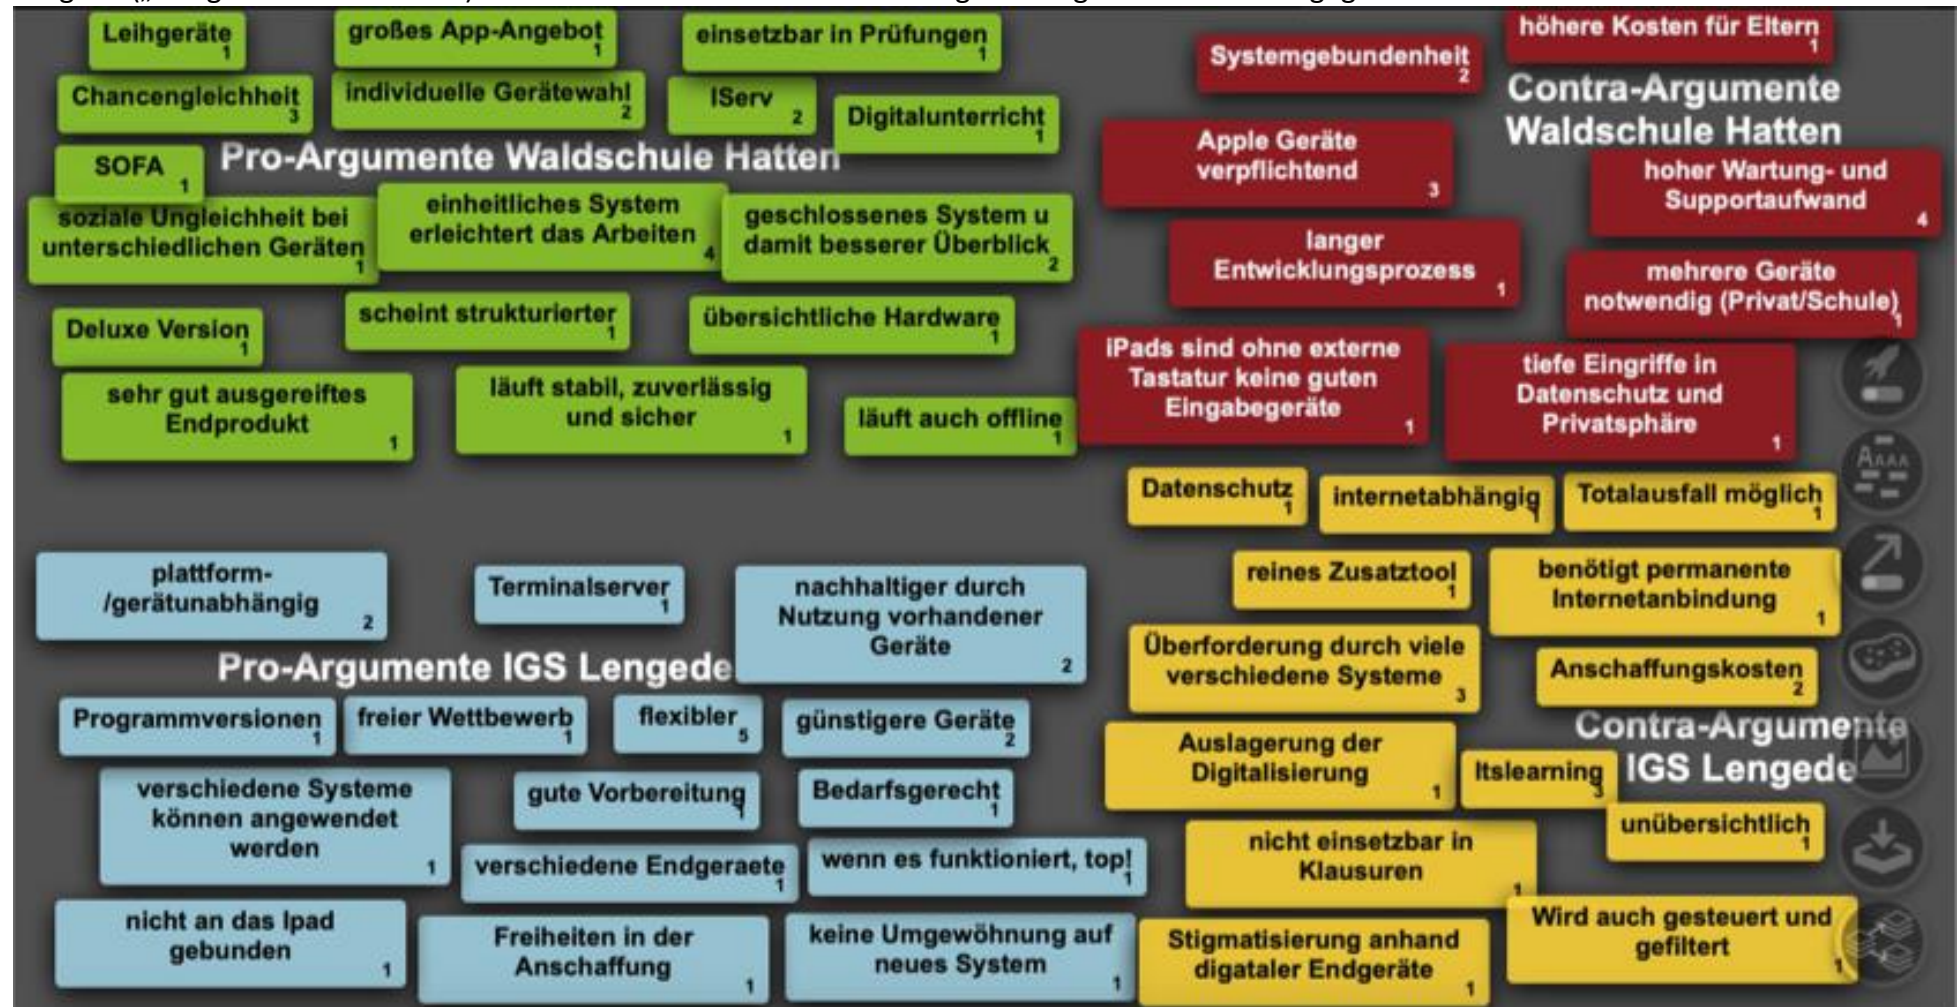 Leihgeräte
1
großes App-Angebot
1
einsetzbar in Prüfungen
1
Chancengleichheit
3
individuelle Gerätewahl
2
IServ
2
Digitalunterricht
1
SOFA
1
Pro-Argumente Waldschule Hatten
soziale Ungleichheit bei
unterschiedlichen Geräten
1
einheitliches System
erleichtert das Arbeiten
4
geschlossenes System u
damit besserer Überblick
2
Deluxe Version
1
scheint strukturierter
1
übersichtliche Hardware
1
sehr gut ausgereiftes
Endprodukt
1
läuft stabil, zuverlässig
und sicher
1
läuft auch offline
1
höhere Kosten für Eltern
1
Systemgebundenheit
2
Contra-Argumente
Waldschule Hatten
Apple Geräte
verpflichtend
3
hoher Wartung- und
Supportaufwand
4
langer
Entwicklungsprozess
1
mehrere Geräte
notwendig (Privat/Schule)
1
iPads sind ohne externe
Tastatur keine guten
Eingabegeräte
1
tiefe Eingriffe in
Datenschutz und
Privatsphäre
1
plattform-
/gerätunabhängig
2
Terminalserver
1
nachhaltiger durch
Nutzung vorhandener
Geräte
2
Pro-Argumente IGS Lengede
Programmversionen
1
freier Wettbewerb
1
flexibler
5
günstigere Geräte
2
verschiedene Systeme
können angewendet
werden
1
gute Vorbereitung
1
Bedarfsgerecht
1
verschiedene Endgeraete
1
wenn es funktioniert, top!
1
nicht an das Ipad
gebunden
1
Freiheiten in der
Anschaffung
1
keine Umgewöhnung auf
neues System
1
Datenschutz
1
internetabhängig
1
Totalausfall möglich
1
reines Zusatztool
1
benötigt permanente
Internetanbindung
1
Überforderung durch viele
verschiedene Systeme
3
Anschaffungskosten
2
Contra-Argumente
IGS Lengede
Auslagerung der
Digitalisierung
1
Itslearning
3
unübersichtlich
1
nicht einsetzbar in
Klausuren
1
Wird auch gesteuert und
gefiltert
1
Stigmatisierung anhand
digataler Endgeräte
1